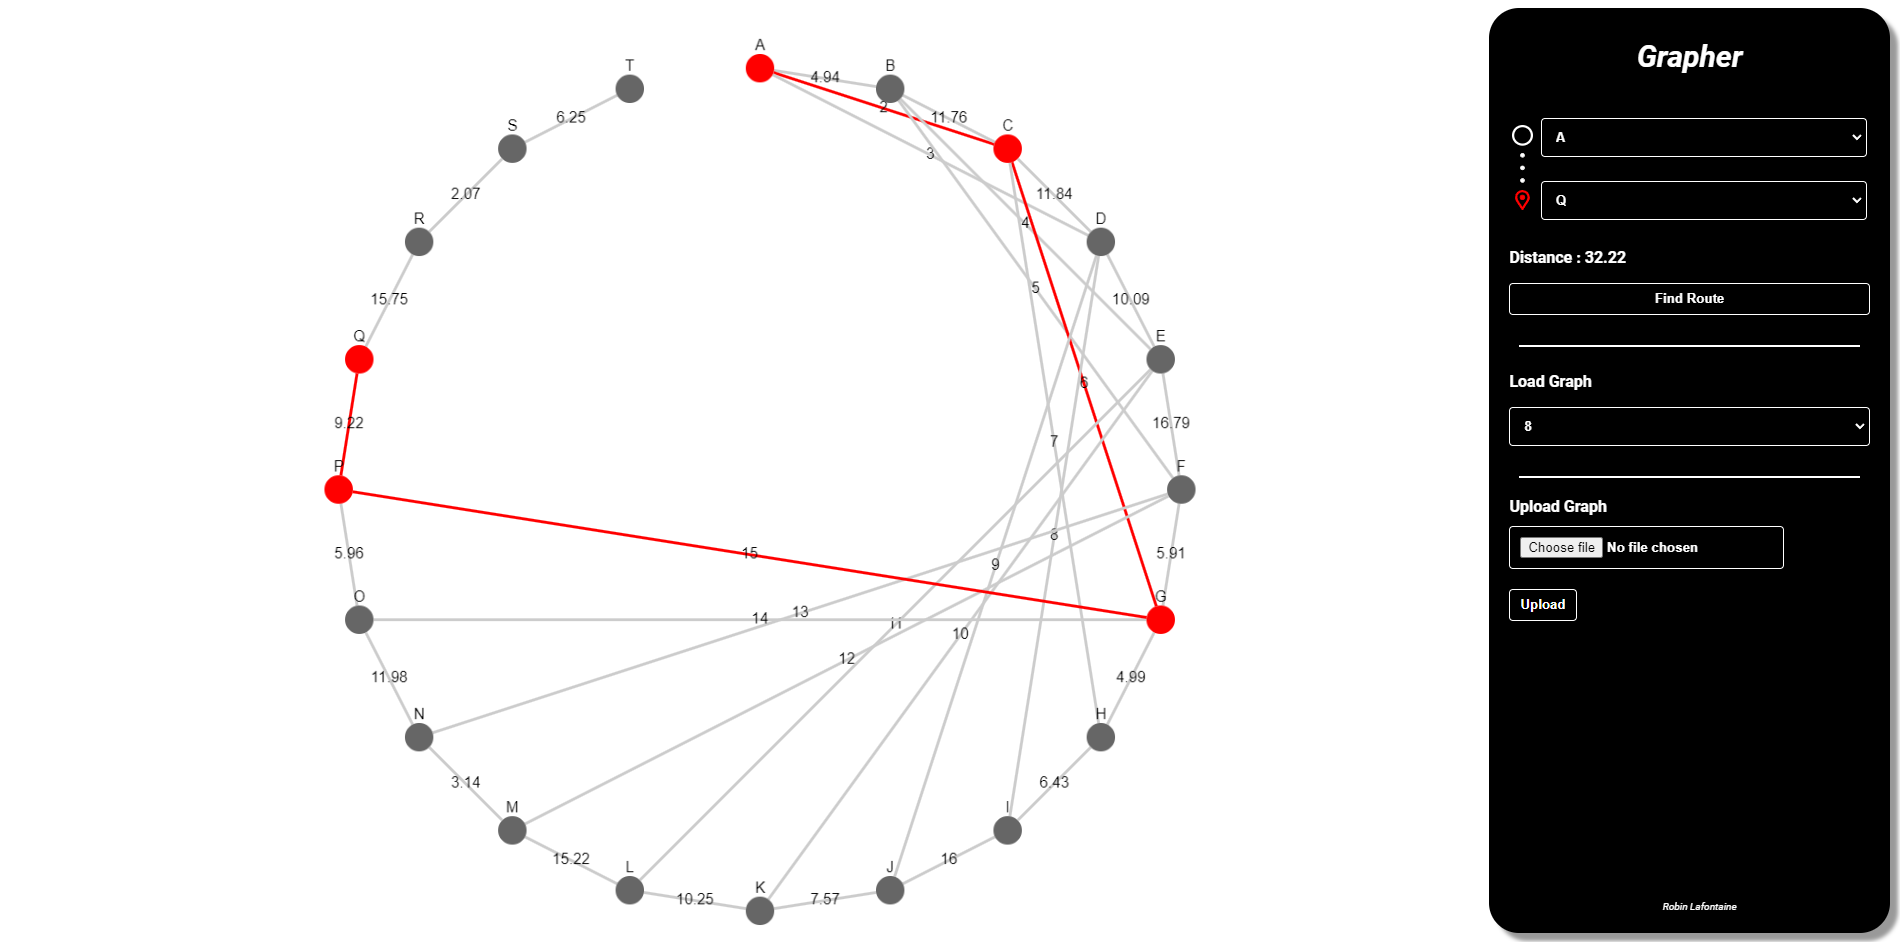 A
T
B
4.94
2
6.25
11.76
S
C
3
2.07
11.84
R
D
4
5
15.75
10.09
Q
E
6
9.22
16.79
7
P
F
8
15
5.96
5.91
9
O
G
14
13
11
10
12
11.98
4.99
N
H
3.14
6.43
M
I
15.22
16
L
J
K
10.25
7.57
Grapher
A
Q
Distance : 32.22
Find Route
Load Graph
8
Upload Graph
Choose file No file chosen
Upload
Robin Lafontaine